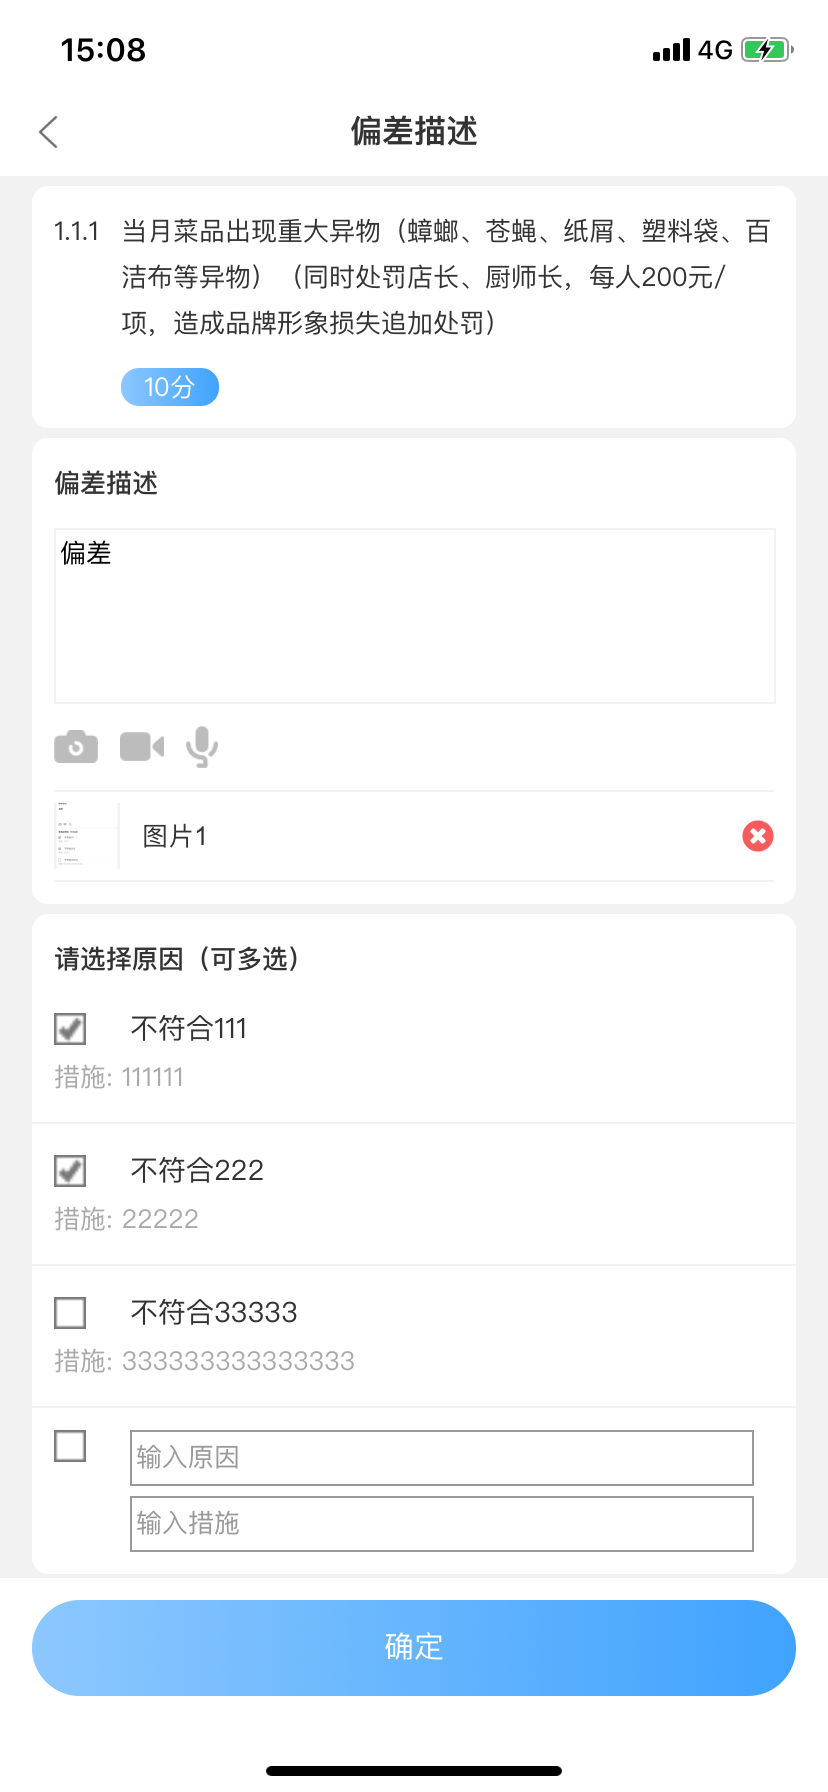 15:08
4G
偏差描述
1.1.1 当月菜品出现重大异物（蟑螂、苍蝇、纸屑、塑料袋、百
洁布等异物）（同时处罚店长、厨师长，每人200元/
项，造成品牌形象损失追加处罚）
10分
偏差描述
偏差
图片1
请选择原因（可多选）
不符合111
措施: 111111
不符合222
措施: 22222
不符合33333
措施: 333333333333333
输入原因
输入措施
确定